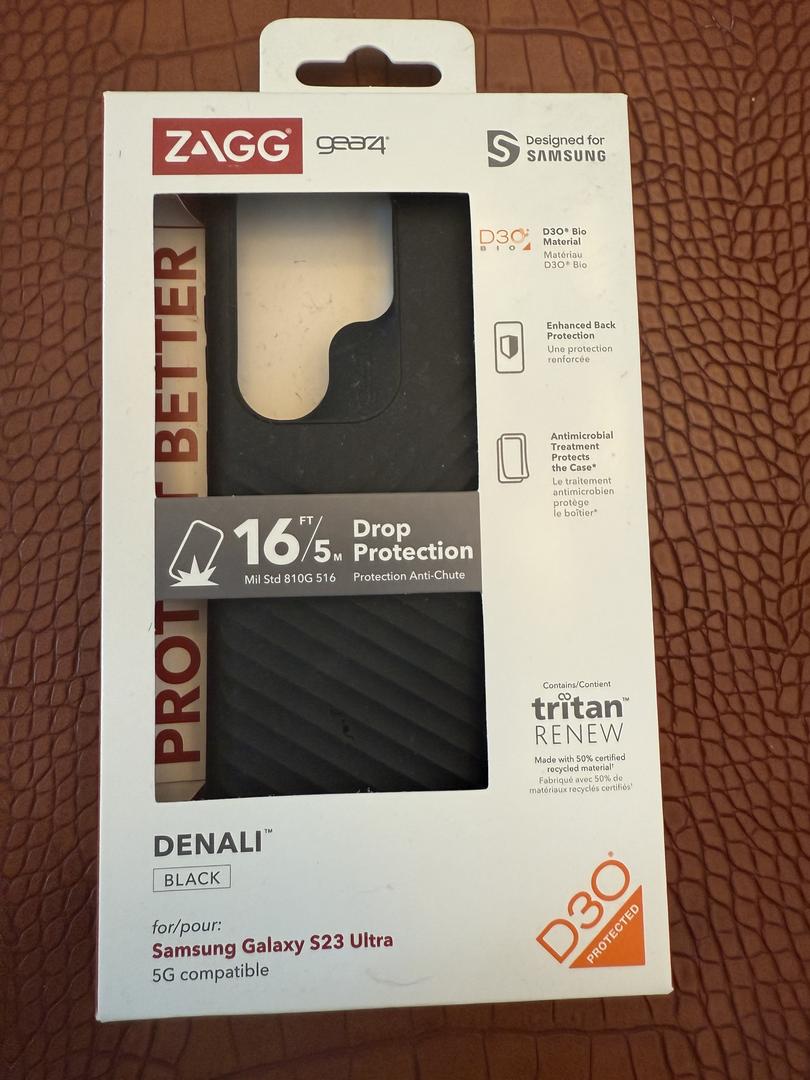 ZAGG®
gear4®
Designed for
SAMSUNG
D3O®
BIO
D3O® Bio
Material
Matériau
D3O® Bio
Enhanced Back
Protection
Une protection
renforcée
Antimicrobial
Treatment
Protects
the Case*
Le traitement
antimicrobien
protège
le boîtier*
BETTER
PROT
16 FT/5 M
Drop
Protection
Mil Std 810G 516
Protection Anti-Chute
Contains/Contient
tritan™
RENEW
Made with 50% certified
recycled material†
Fabriqué avec 50% de
matériaux recyclés certifiés†
DENALI™
BLACK
for/pour:
Samsung Galaxy S23 Ultra
5G compatible
D3O®
PROTECTED